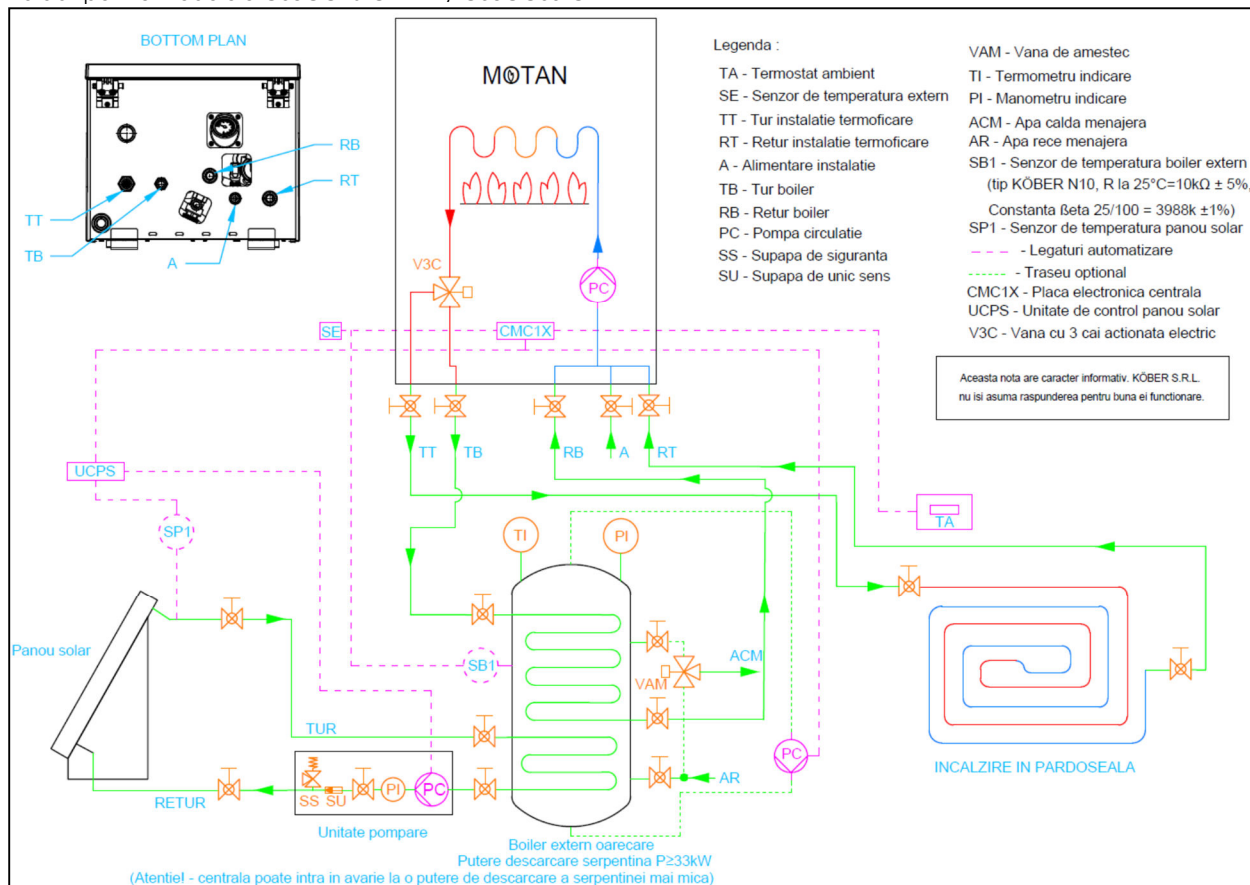 BOTTOM PLAN
RB
RT
TT
TB
A
MOTAN
V3C
PC
SE
CMC1X
Legenda :
TA - Termostat ambient
SE - Senzor de temperatura extern
TT - Tur instalatie termoficare
RT - Retur instalatie termoficare
A - Alimentare instalatie
TB - Tur boiler
RB - Retur boiler
PC - Pompa circulatie
SS - Supapa de siguranta
SU - Supapa de unic sens
VAM - Vana de amestec
TI - Termometru indicare
PI - Manometru indicare
ACM - Apa calda menajera
AR - Apa rece menajera
SB1 - Senzor de temperatura boiler extern
(tip KÖBER N10, R la 25°C=10kΩ ± 5%,
Constanta ßeta 25/100 = 3988k ±1%)
SP1 - Senzor de temperatura panou solar
- Legaturi automatizare
- Traseu optional
CMC1X - Placa electronica centrala
UCPS - Unitate de control panou solar
V3C - Vana cu 3 cai actionata electric
Aceasta nota are caracter informativ. KÖBER S.R.L.
nu isi asuma raspunderea pentru buna ei functionare.
TT
TB
RB
A
RT
UCPS
SP1
TA
TI
PI
Panou solar
SB1
ACM
VAM
TUR
RETUR
SS
SU
PI
PC
Unitate pompare
AR
PC
INCALZIRE IN PARDOSEALA
Boiler extern oarecare
Putere descarcare serpentina P≥33kW
(Atentie! - centrala poate intra in avarie la o putere de descarcare a serpentinei mai mica)